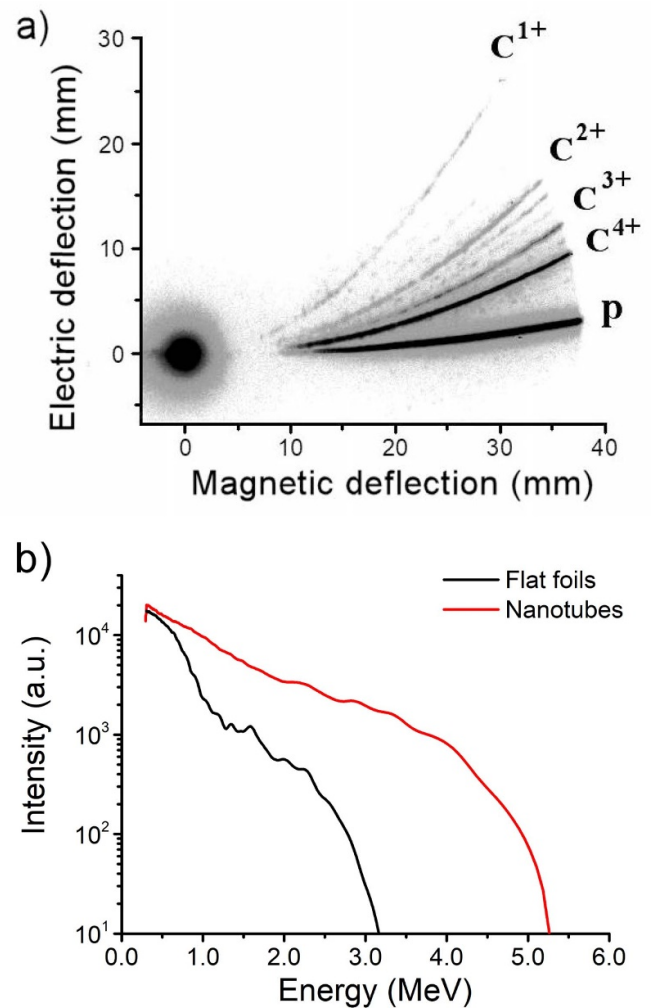 a)
Electric deflection (mm)
30
20
10
0
C¹⁺
C²⁺
C³⁺
C⁴⁺
p
0 10 20 30 40
Magnetic deflection (mm)
b)
Intensity (a.u.)
10⁴
10³
10²
10¹
Flat foils
Nanotubes
0.0 1.0 2.0 3.0 4.0 5.0 6.0
Energy (MeV)